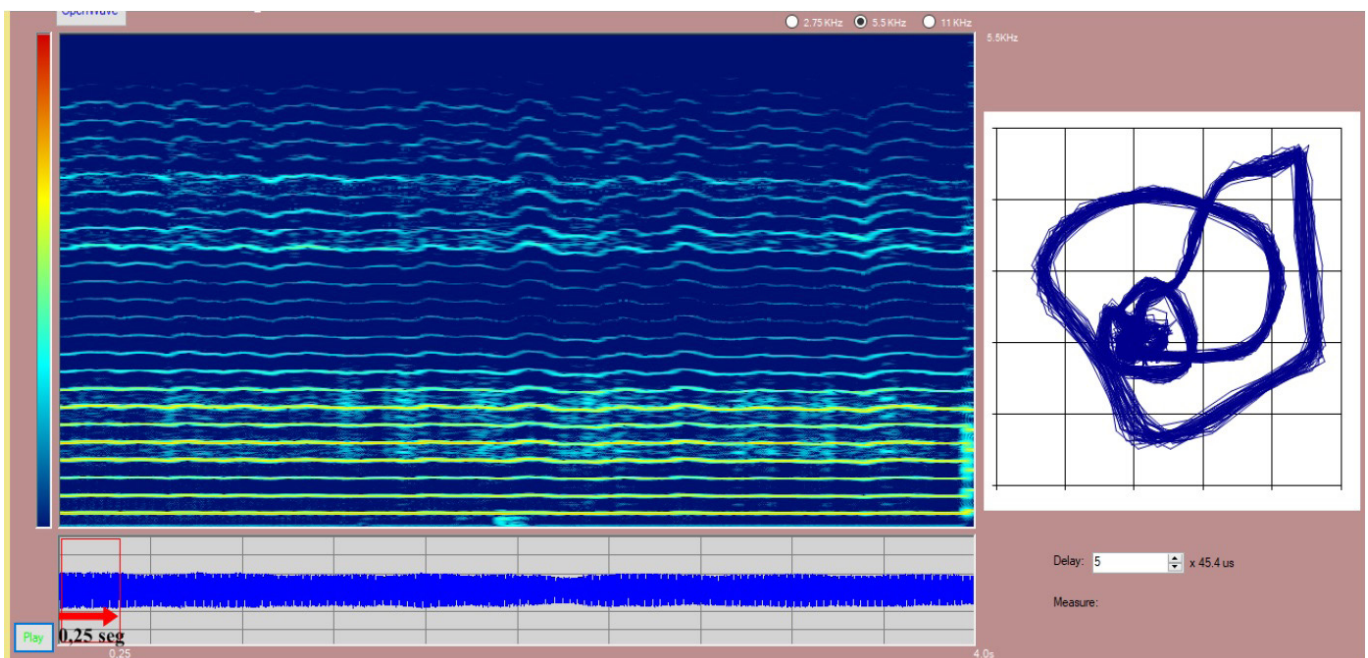 OpenWave
2.75 KHz 5.5 KHz 11 KHz
5.5KHz
Delay: 5 x 45.4 us
Measure:
Play
0,25 seg
0.25
4.0s